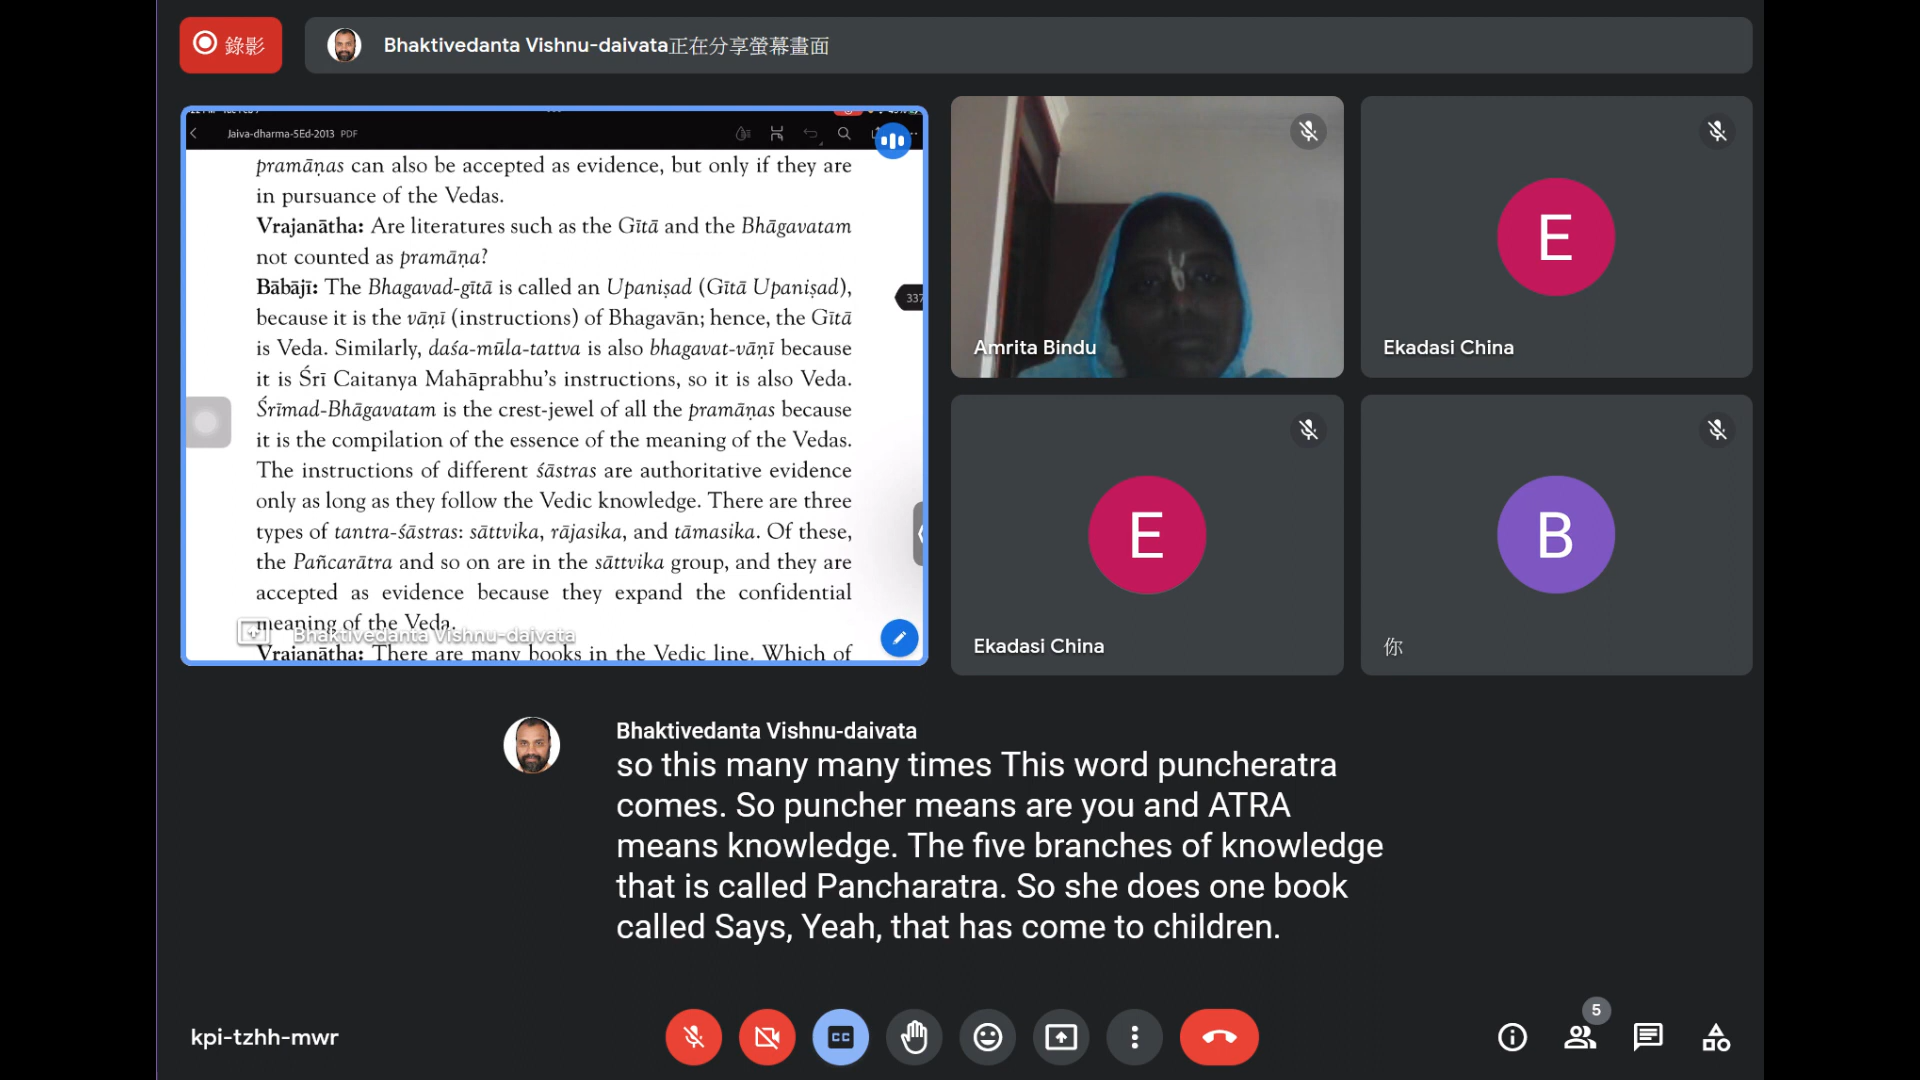 錄影
Bhaktivedanta Vishnu-daivata正在分享螢幕畫面
Jaiva-dharma-5Ed-2013 PDF
pramāṇas can also be accepted as evidence, but only if they are
in pursuance of the Vedas.
Vrajanātha: Are literatures such as the Gītā and the Bhāgavatam
not counted as pramāṇa?
Bābājī: The Bhagavad-gītā is called an Upaniṣad (Gītā Upaniṣad),
because it is the vāṇī (instructions) of Bhagavān; hence, the Gītā
is Veda. Similarly, daśa-mūla-tattva is also bhagavat-vāṇī because
it is Śrī Caitanya Mahāprabhu's instructions, so it is also Veda.
Śrīmad-Bhāgavatam is the crest-jewel of all the pramāṇas because
it is the compilation of the essence of the meaning of the Vedas.
The instructions of different śāstras are authoritative evidence
only as long as they follow the Vedic knowledge. There are three
types of tantra-śāstras: sāttvika, rājasika, and tāmasika. Of these,
the Pañcarātra and so on are in the sāttvika group, and they are
accepted as evidence because they expand the confidential
meaning of the Veda.
Bhaktivedanta Vishnu-daivata
Vrajanātha: There are many books in the Vedic line. Which of
337
Amrita Bindu
E
Ekadasi China
E
Ekadasi China
B
你
Bhaktivedanta Vishnu-daivata
so this many many times This word puncheratra
comes. So puncher means are you and ATRA
means knowledge. The five branches of knowledge
that is called Pancharatra. So she does one book
called Says, Yeah, that has come to children.
kpi-tzhh-mwr
CC
5